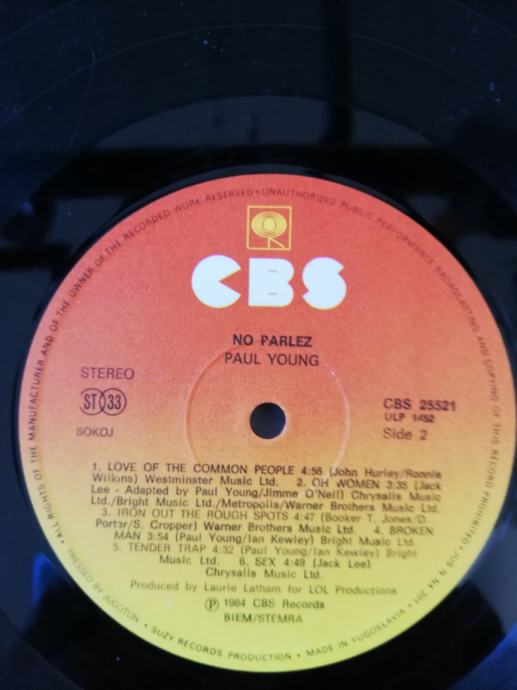 CBS
NO PARLEZ
PAUL YOUNG
STEREO
ST 33
SOKOJ
CBS 25521
ULP 1452
Side 2
1. LOVE OF THE COMMON PEOPLE 4:56 (John Hurley/Ronnie
Wilkins) Westminster Music Ltd. 2. OH WOMEN 3:35 (Jack
Lee - Adapted by Paul Young/Jimme O'Neil) Chrysalis Music
Ltd./Bright Music Ltd./Metropolis/Warner Brothers Music Ltd.
3. IRON OUT THE ROUGH SPOTS 4:47 (Booker T. Jones/D.
Porter/S. Cropper) Warner Brothers Music Ltd. 4. BROKEN
MAN 3:54 (Paul Young/Ian Kewley) Bright Music Ltd.
5. TENDER TRAP 4:32 (Paul Young/Ian Kewley) Bright
Music Ltd. 6. SEX 4:49 (Jack Lee)
Chrysalis Music Ltd.
Produced by Laurie Latham for LOL Productions
Ⓟ 1984 CBS Records
BIEM/STEMRA
ALL RIGHTS OF THE MANUFACTURER AND OF THE OWNER OF THE RECORDED WORK RESERVED • UNAUTHORIZED PUBLIC PERFORMANCE BROADCASTING AND COPYING OF THIS RECORD PROHIBITED
• SUZY RECORDS PRODUCTION • MADE IN YUGOSLAVIA •
PRESSED BY JUGOTON